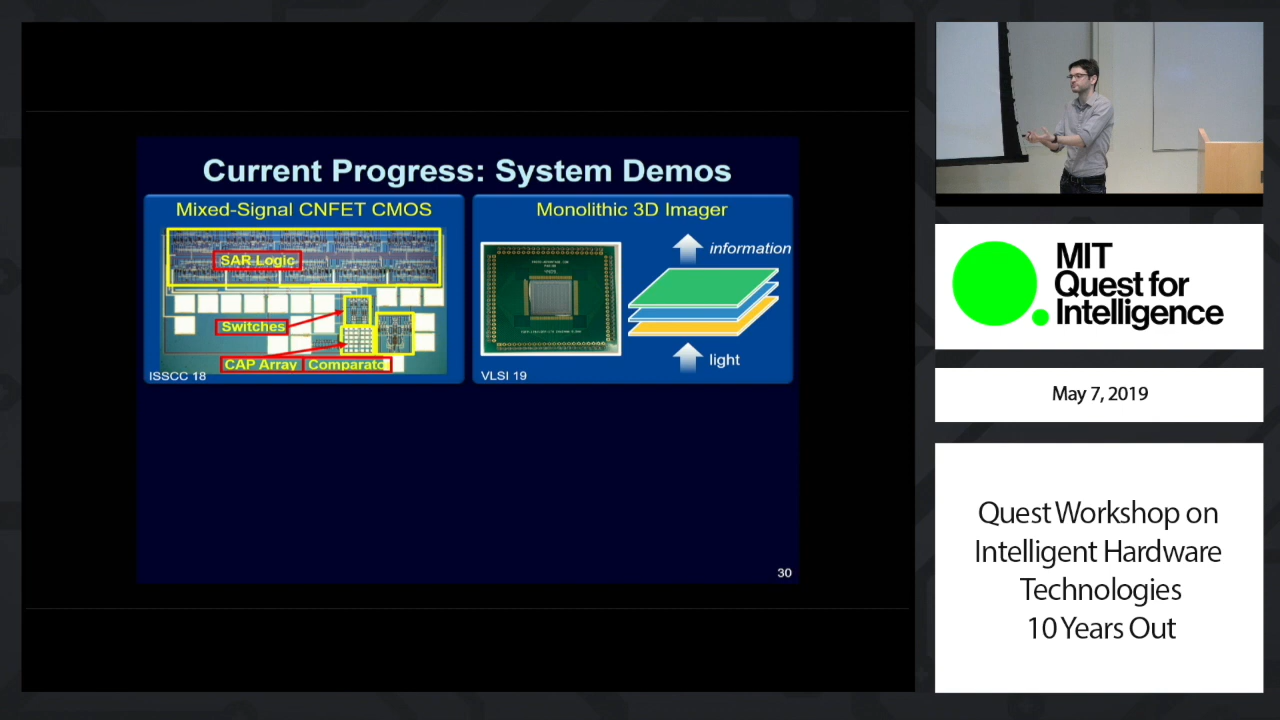 Current Progress: System Demos
Mixed-Signal CNFET CMOS
SAR Logic
Switches
CAP Array
Comparato
ISSCC 18
Monolithic 3D Imager
information
light
VLSI 19
30
MIT
Quest for
Intelligence
May 7, 2019
Quest Workshop on
Intelligent Hardware
Technologies
10 Years Out